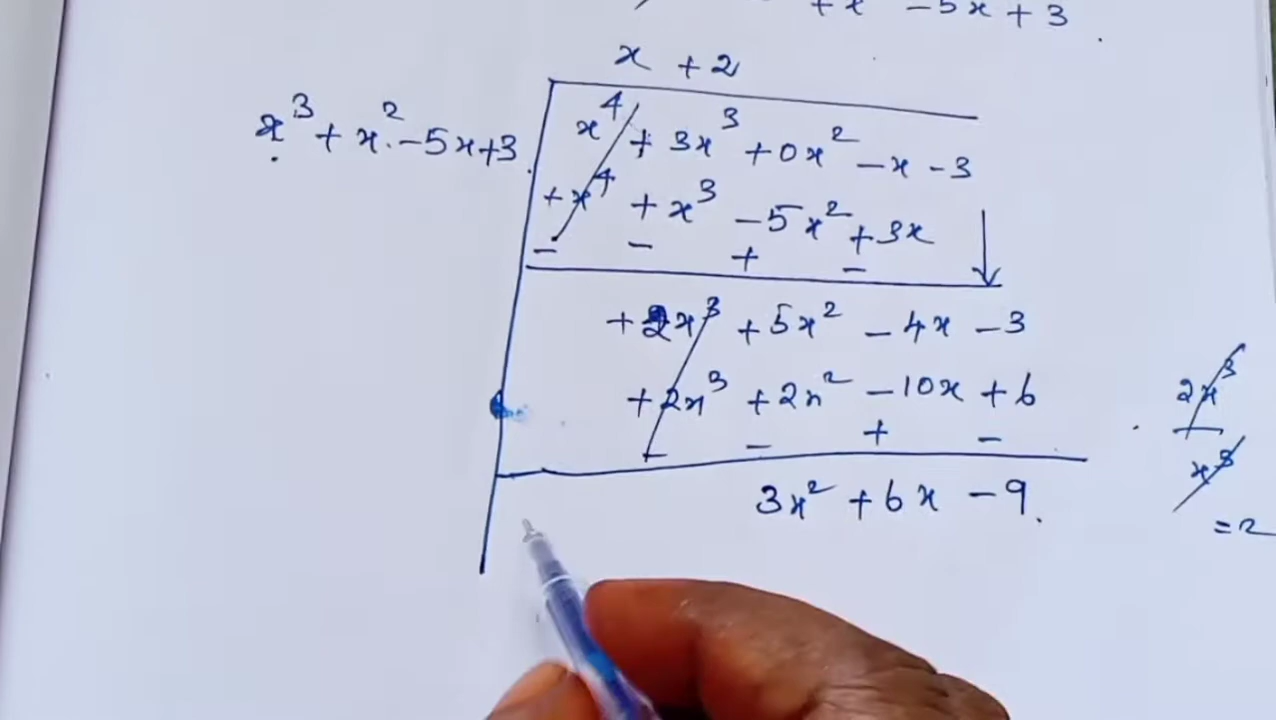 +x - 5x + 3
x + 2
x³ + x² - 5x + 3
x⁴ + 3x³ + 0x² - x - 3
+x⁴ + x³ - 5x² + 3x
- - + -
+2x³ + 5x² - 4x - 3
+2x³ + 2x² - 10x + 6
- - + -
3x² + 6x - 9.
2x³
x³
= 2